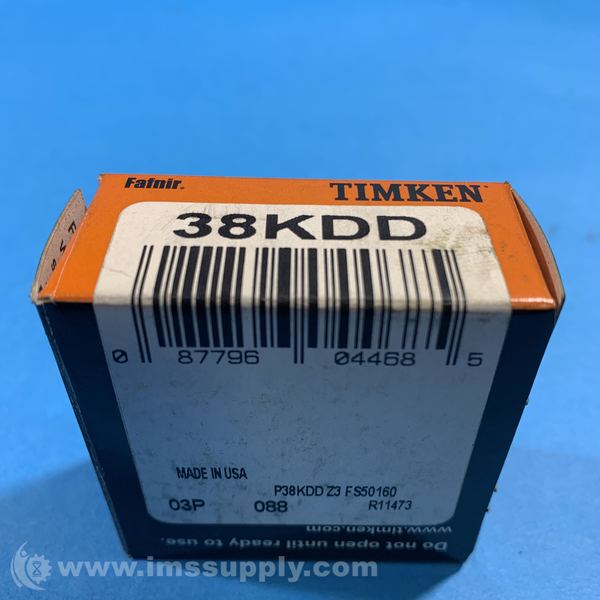 Fafnir. TIMKEN
38KDD
0 87796 04468 5
MADE IN USA
P38KDD Z3 FS50160
03P 088 R11473
www.timken.com
Do not open until ready to use.
www.imssupply.com